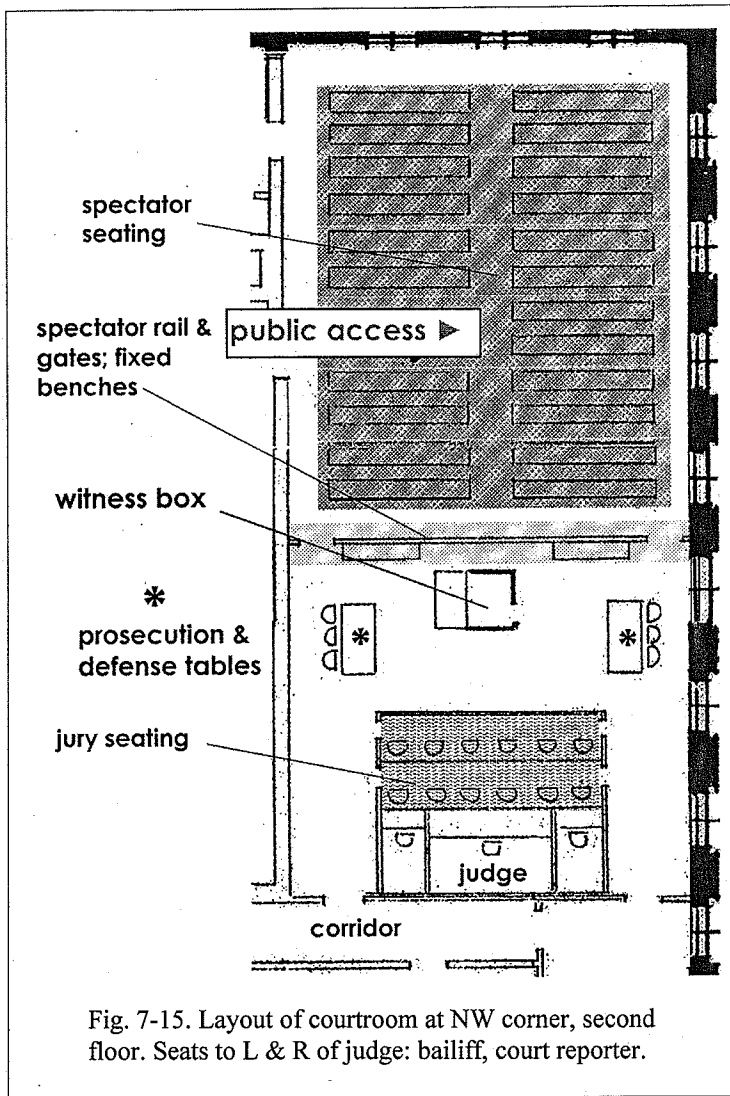 spectator
seating
spectator rail &
gates; fixed
benches
public access ►
witness box
*
prosecution &
defense tables
*
*
jury seating
judge
corridor
Fig. 7-15. Layout of courtroom at NW corner, second
floor. Seats to L & R of judge: bailiff, court reporter.